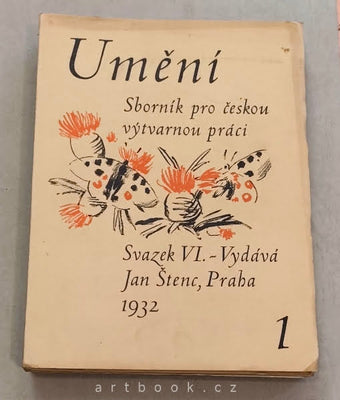 Umění
Sborník pro českou
výtvarnou práci
Svazek VI. - Vydává
Jan Štenc, Praha
1932
1
artbook.cz